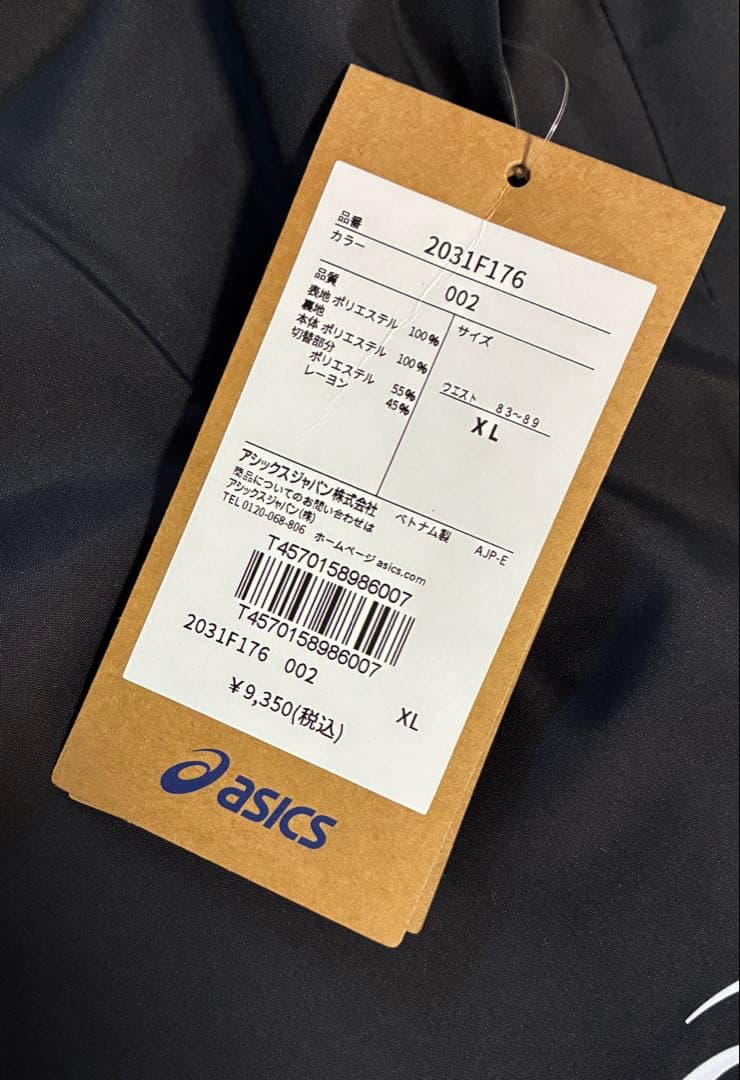 品番 2031F176
カラー 002
品質
表地 ポリエステル 100%
裏地
本体 ポリエステル 100%
切替部分
ポリエステル 55%
レーヨン 45%
サイズ
ウエスト 83〜89
XL
アシックスジャパン株式会社 ベトナム製 AJP-E
商品についてのお問い合わせは
アシックスジャパン(株)
TEL 0120-068-806 ホームページ asics.com
T4570158986007
T4570158986007
2031F176 002 XL
¥9,350(税込)
asics